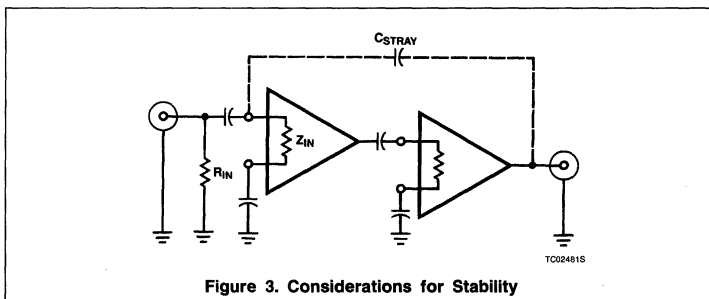 CSTRAY
ZIN
RIN
TC02481S
Figure 3. Considerations for Stability